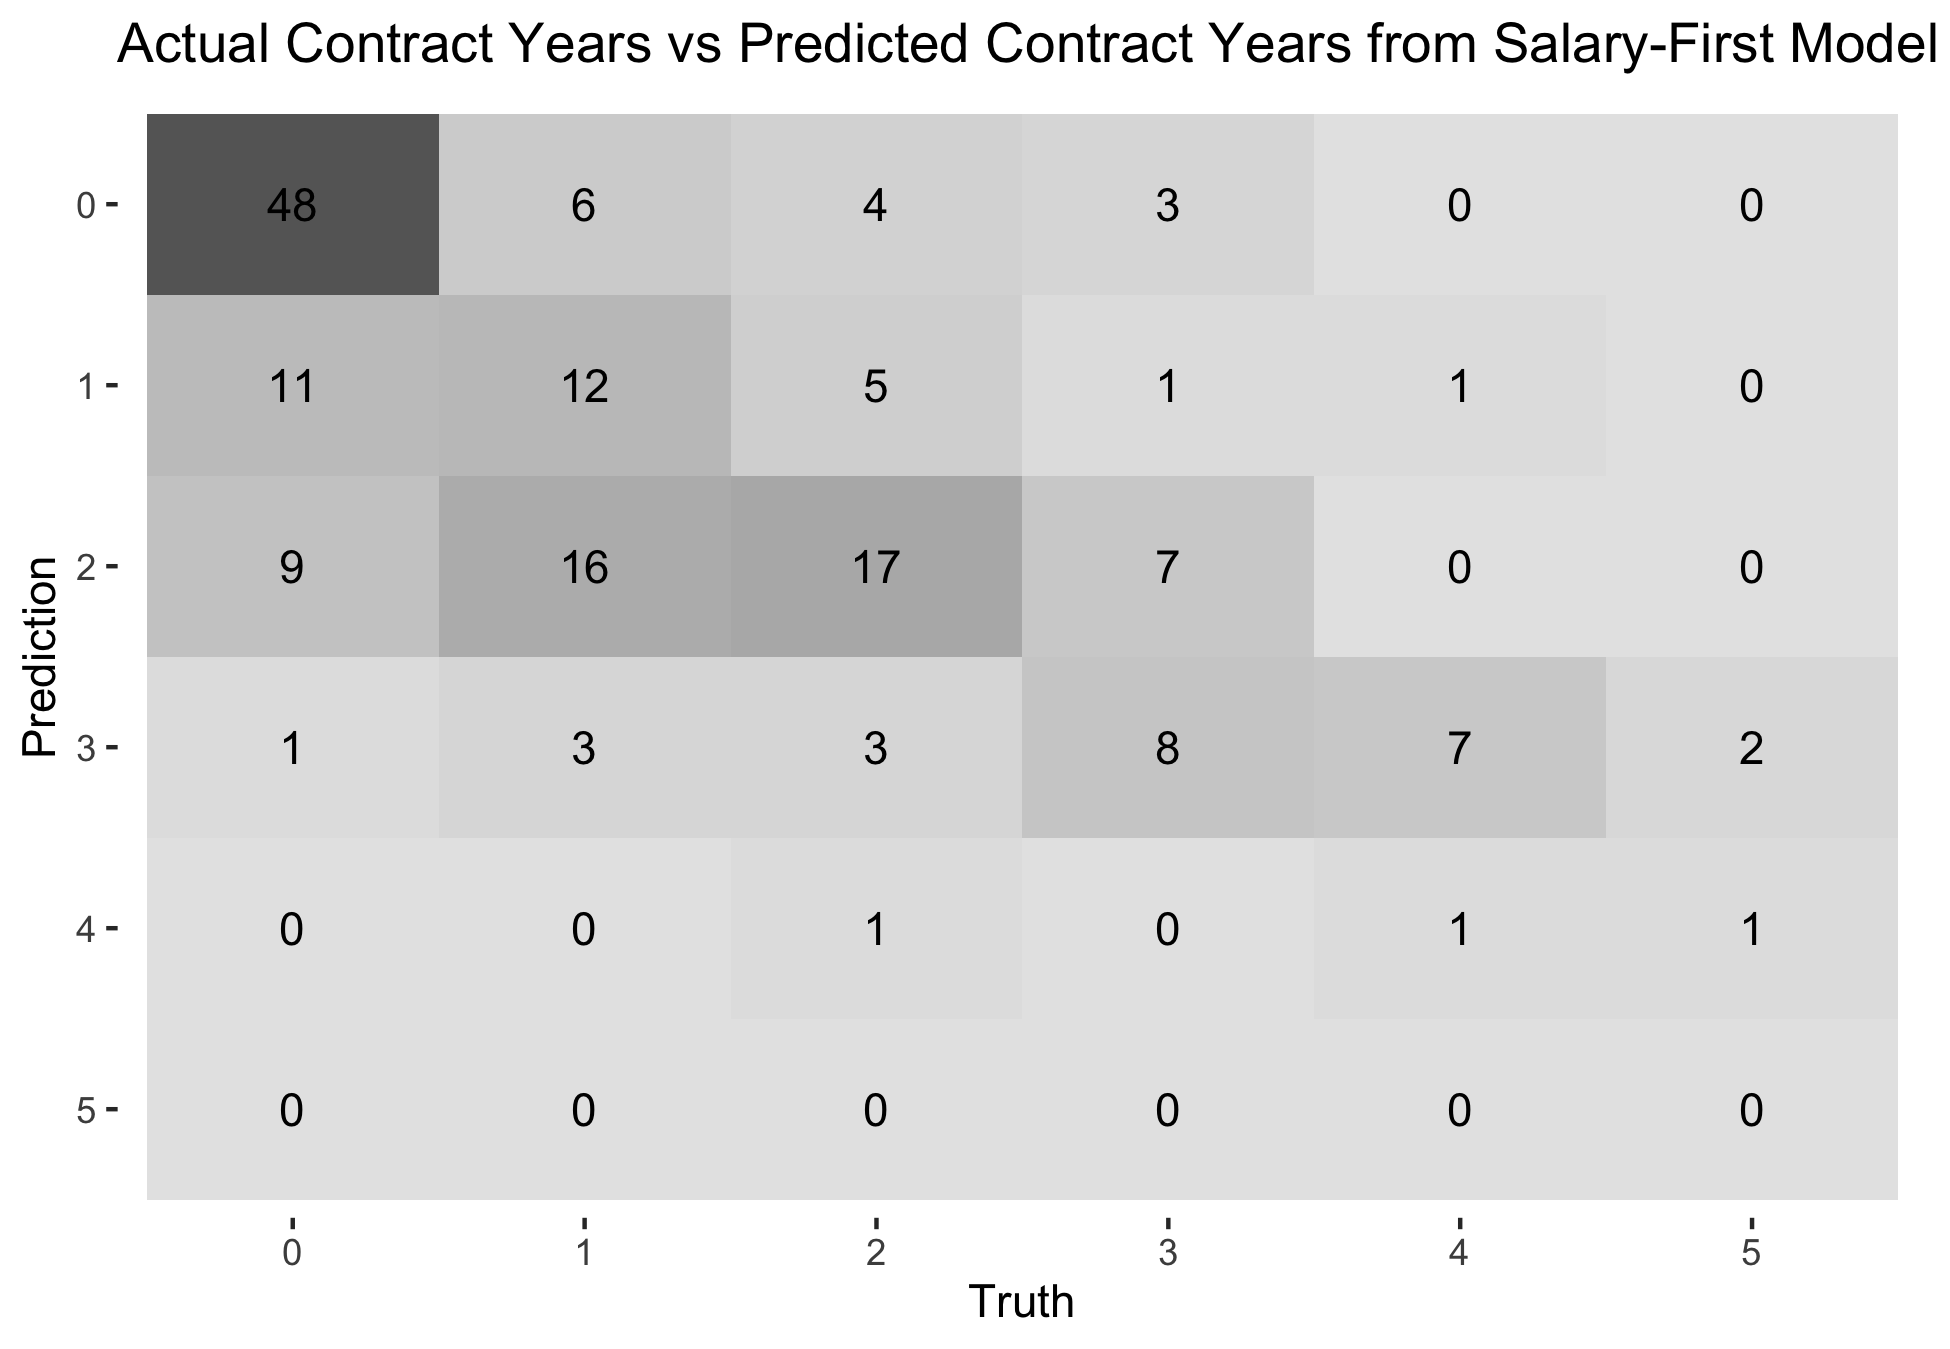 Actual Contract Years vs Predicted Contract Years from Salary-First Model
0 48 6 4 3 0 0
1 11 12 5 1 1 0
2 9 16 17 7 0 0
Prediction
3 1 3 3 8 7 2
4 0 0 1 0 1 1
5 0 0 0 0 0 0
0 1 2 3 4 5
Truth